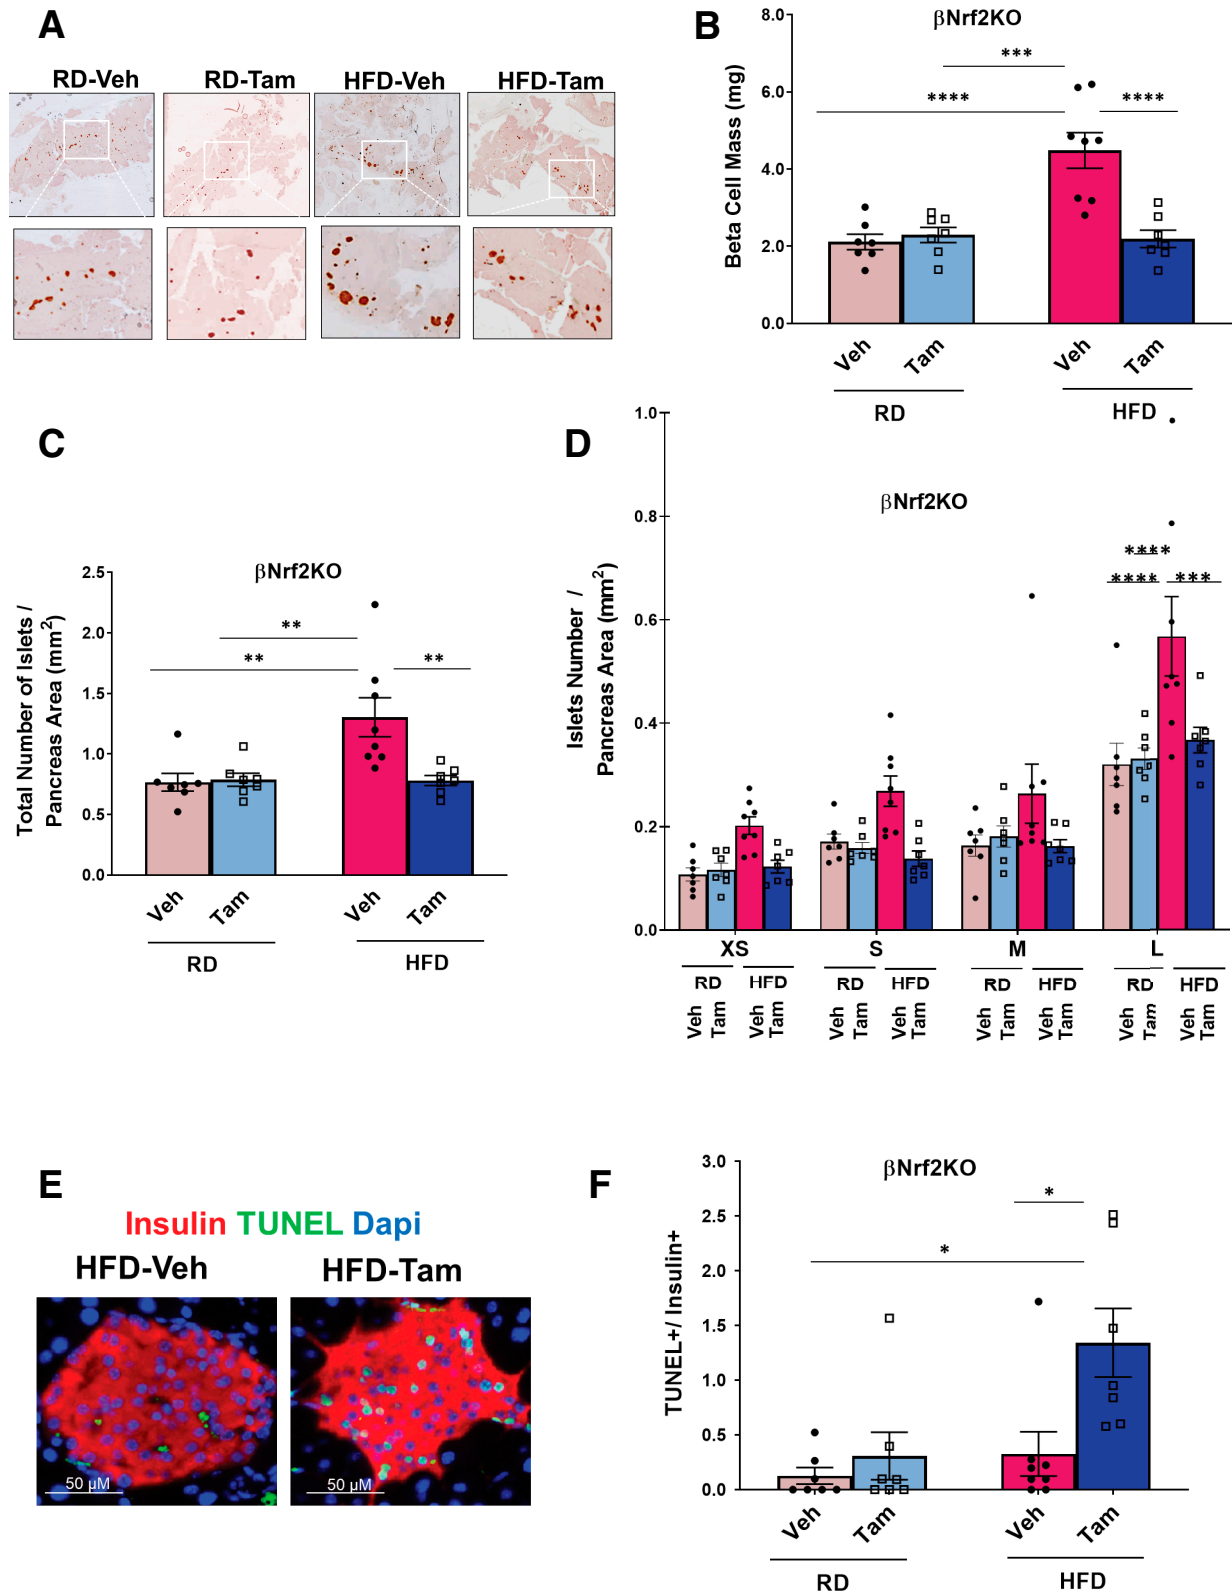 A
RD-Veh
RD-Tam
HFD-Veh
HFD-Tam
B
βNrf2KO
Beta Cell Mass (mg)
8.0
6.0
4.0
2.0
0.0
***
****
****
Veh
Tam
Veh
Tam
RD
HFD
C
βNrf2KO
Total Number of Islets /
Pancreas Area (mm²)
2.5
2.0
1.5
1.0
0.5
0.0
**
**
**
Veh
Tam
Veh
Tam
RD
HFD
D
βNrf2KO
Islets Number /
Pancreas Area (mm²)
1.0
0.8
0.6
0.4
0.2
0.0
****
****
***
XS
S
M
L
RD
HFD
RD
HFD
RD
HFD
RD
HFD
Veh
Tam
Veh
Tam
Veh
Tam
Veh
Tam
Veh
Tam
Veh
Tam
Veh
Tam
Veh
Tam
E
Insulin TUNEL Dapi
HFD-Veh
HFD-Tam
50 µM
50 µM
F
βNrf2KO
TUNEL+/ Insulin+
3.0
2.5
2.0
1.5
1.0
0.5
0.0
*
*
Veh
Tam
Veh
Tam
RD
HFD